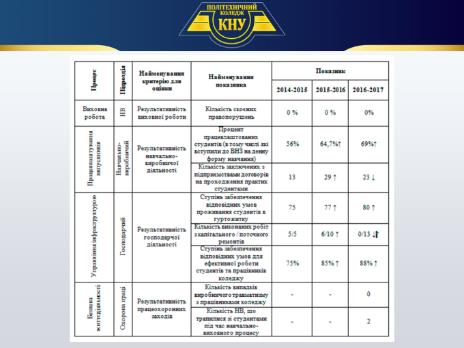 ПОЛІТЕХНІЧНИЙ
КОЛЕДЖ
КНУ
Процес
Підрозділ
Найменування
критерію для
оцінки
Найменування
показника
Показник
2014-2015
2015-2016
2016-2017
Виховна
робота
НВ
Результативність
виховної роботи
Кількість скоєних
правопорушень
0 %
0 %
0%
Працевлаштування
випускників
Навчально-
виробничий
Результативність
навчально-
виробничої
діяльності
Процент
працевлаштованих
студентів (в тому числі які
вступили до ВНЗ на денну
форму навчання)
56%
64,7%↑
69%↑
Кількість заключених з
підприємствами договорів
на проходження практик
студентами
13
29 ↑
23 ↓
Управління інфраструктурою
Господарчий
Результативність
господарчої
діяльності
Ступінь забезпечення
відповідних умов
проживання студентів у
гуртожитку
75
77 ↑
80 ↑
Кількість виконаних робіт
з капітального / поточного
ремонтів
5/5
6/10 ↑
0/13 ↓↑
Ступінь забезпечення
відповідних умов для
ефективної роботи
студентів та працівників
коледжу
75%
85% ↑
88% ↑
Безпека
життєдіяльності
Охорона праці
Результативність
працеохоронних
заходів
Кількість випадків
виробничого травматизму
з працівниками коледжу
-
-
0
Кількість НВ, що
трапилися зі студентами
під час навчально-
виховного процесу
-
-
2